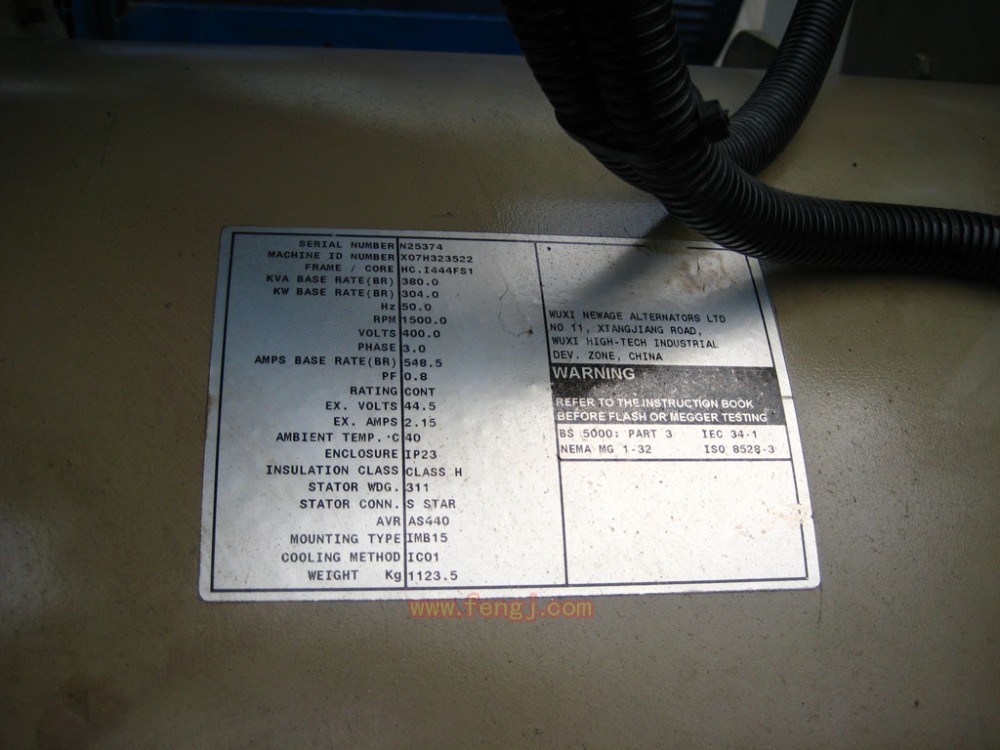 SERIAL NUMBER N25374
MACHINE ID NUMBER X07H323522
FRAME / CORE HC.I444FS1
KVA BASE RATE(BR) 380.0
KW BASE RATE(BR) 304.0
Hz 50.0
RPM 1500.0
VOLTS 400.0
PHASE 3.0
AMPS BASE RATE(BR) 548.5
PF 0.8
RATING CONT
EX. VOLTS 44.5
EX. AMPS 2.15
AMBIENT TEMP.·C 40
ENCLOSURE IP23
INSULATION CLASS CLASS H
STATOR WDG. 311
STATOR CONN. S STAR
AVR AS440
MOUNTING TYPE IMB15
COOLING METHOD IC01
WEIGHT Kg 1123.5
WUXI NEWAGE ALTERNATORS LTD
NO 11, XIANGJIANG ROAD,
WUXI HIGH-TECH INDUSTRIAL
DEV. ZONE, CHINA
WARNING
REFER TO THE INSTRUCTION BOOK
BEFORE FLASH OR MEGGER TESTING
BS 5000: PART 3 IEC 34-1
NEMA MG 1-32 ISO 8528-3
www.fengj.com